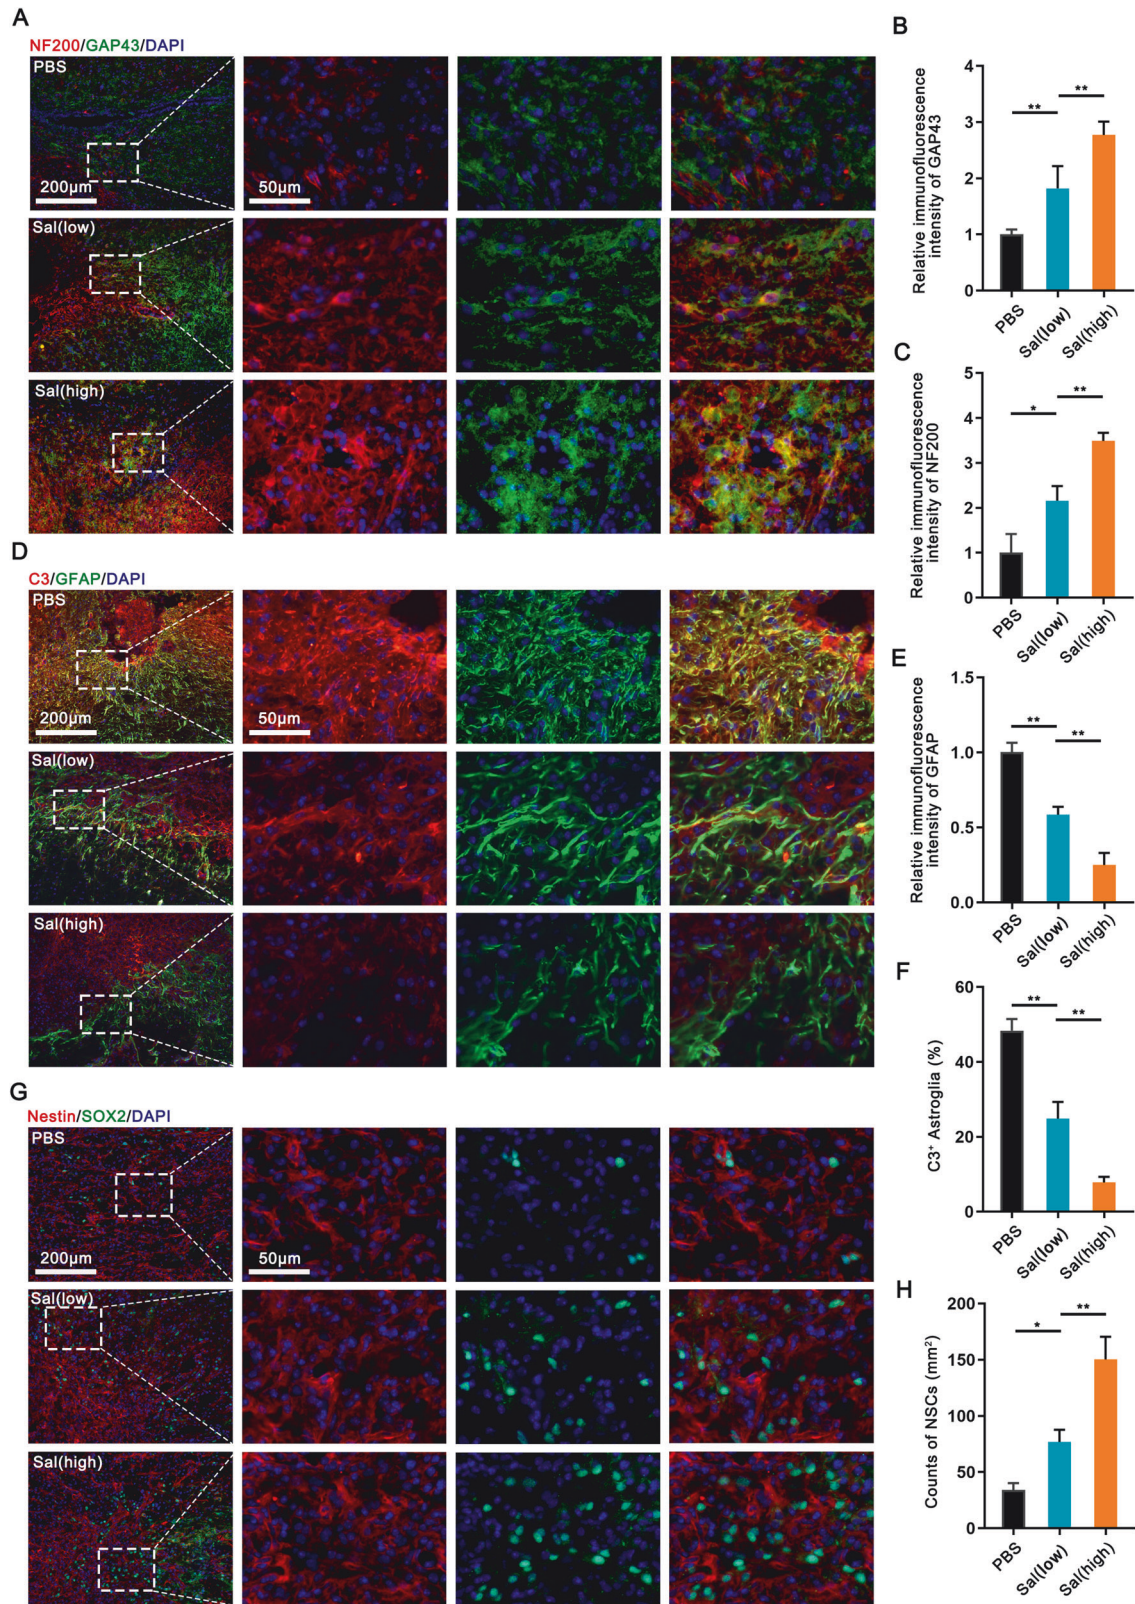 A
NF200/GAP43/DAPI
PBS
200μm
50μm
Sal(low)
Sal(high)
B
Relative immunofluorescence
intensity of GAP43
4
3
2
1
0
**
**
PBS
Sal(low)
Sal(high)
C
Relative immunofluorescence
intensity of NF200
5
4
3
2
1
0
*
**
PBS
Sal(low)
Sal(high)
D
C3/GFAP/DAPI
PBS
200μm
50μm
Sal(low)
Sal(high)
E
Relative immunofluorescence
intensity of GFAP
1.5
1.0
0.5
0.0
**
**
PBS
Sal(low)
Sal(high)
F
C3⁺ Astroglia (%)
60
40
20
0
**
**
PBS
Sal(low)
Sal(high)
G
Nestin/SOX2/DAPI
PBS
200μm
50μm
Sal(low)
Sal(high)
H
Counts of NSCs (mm²)
200
150
100
50
0
*
**
PBS
Sal(low)
Sal(high)